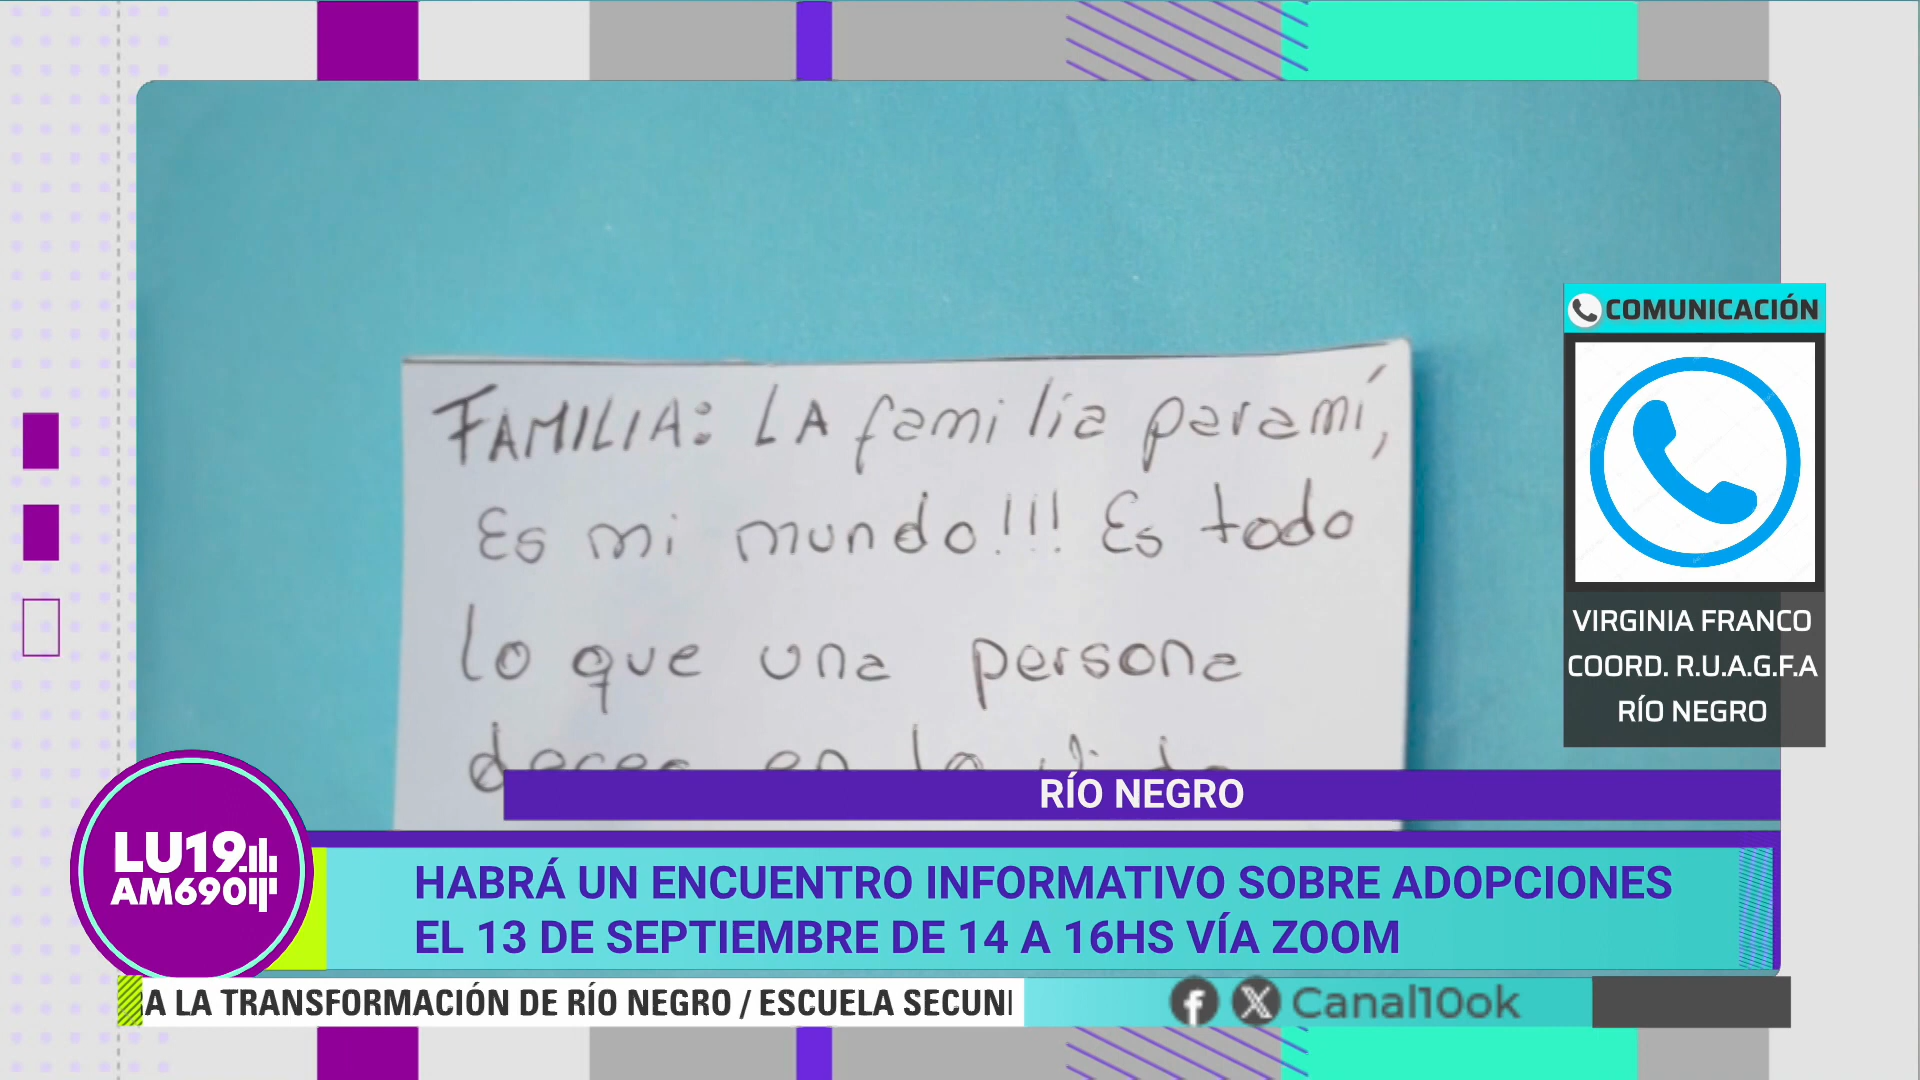 COMUNICACIÓN
FAMILIA: LA familia para mí,
Es mi mundo!!! Es todo
lo que una persona
VIRGINIA FRANCO
COORD. R.U.A.G.F.A
RÍO NEGRO
RÍO NEGRO
LU19
AM690
HABRÁ UN ENCUENTRO INFORMATIVO SOBRE ADOPCIONES
EL 13 DE SEPTIEMBRE DE 14 A 16HS VÍA ZOOM
A LA TRANSFORMACIÓN DE RÍO NEGRO / ESCUELA SECUN
Canal10ok